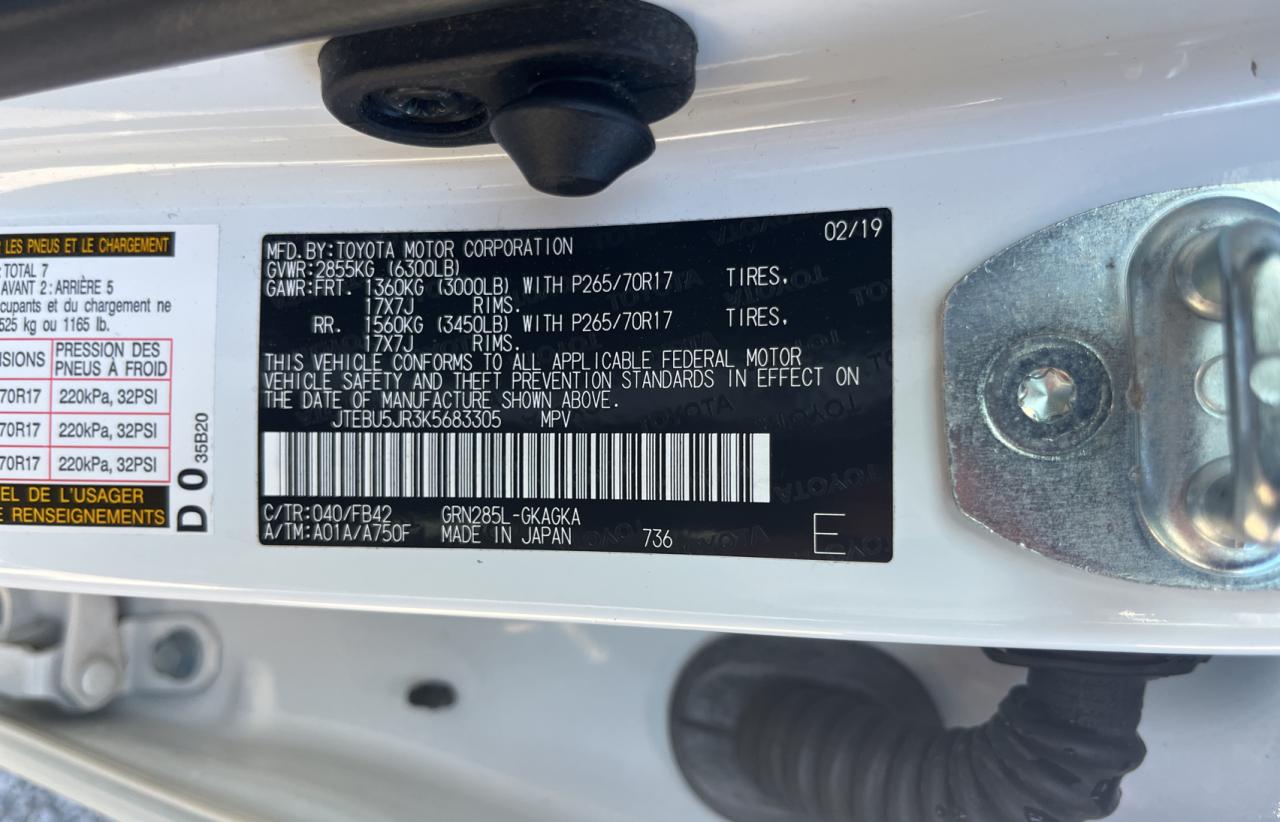 LES PNEUS ET LE CHARGEMENT
TOTAL 7
AVANT 2: ARRIÈRE 5
cupants et du chargement ne
525 kg ou 1165 lb.
PRESSION DES
PNEUS À FROID
70R17 220kPa, 32PSI
70R17 220kPa, 32PSI
70R17 220kPa, 32PSI
DE L'USAGER
RENSEIGNEMENTS
D 0 35B20
02/19
MFD.BY:TOYOTA MOTOR CORPORATION
GVWR:2855KG (6300LB)
GAWR:FRT. 1360KG (3000LB) WITH P265/70R17 TIRES,
17X7J RIMS.
RR. 1560KG (3450LB) WITH P265/70R17 TIRES,
17X7J RIMS.
THIS VEHICLE CONFORMS TO ALL APPLICABLE FEDERAL MOTOR
VEHICLE SAFETY AND THEFT PREVENTION STANDARDS IN EFFECT ON
THE DATE OF MANUFACTURE SHOWN ABOVE.
JTEBU5JR3K5683305 MPV
C/TR:040/FB42 GRN285L-GKAGKA
A/TM:A01A/A750F MADE IN JAPAN 736 E